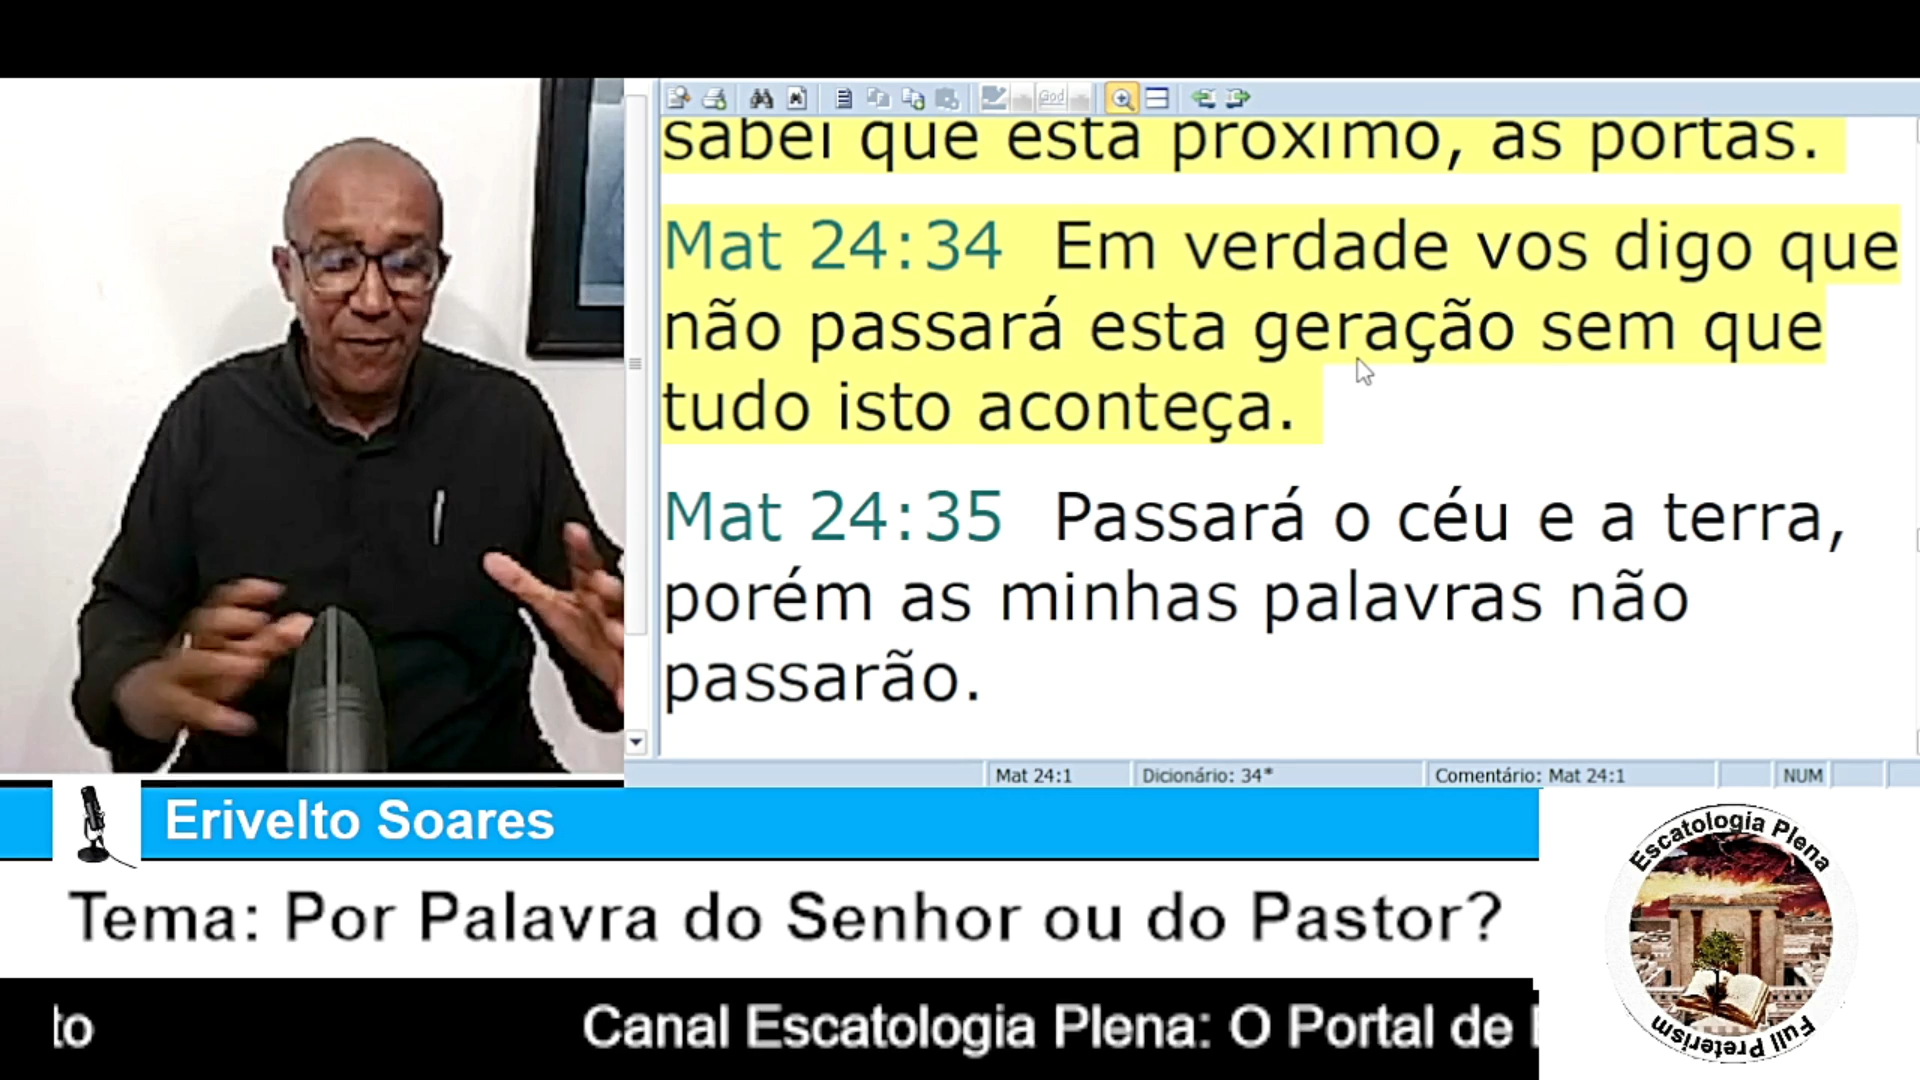 sabei que está próximo, às portas.
Mat 24:34 Em verdade vos digo que
não passará esta geração sem que
tudo isto aconteça.
Mat 24:35 Passará o céu e a terra,
porém as minhas palavras não
passarão.
Mat 24:1 Dicionário: 34* Comentário: Mat 24:1 NUM
God
Erivelto Soares
Tema: Por Palavra do Senhor ou do Pastor?
to Canal Escatologia Plena: O Portal de
Escatologia Plena
Full Preterism